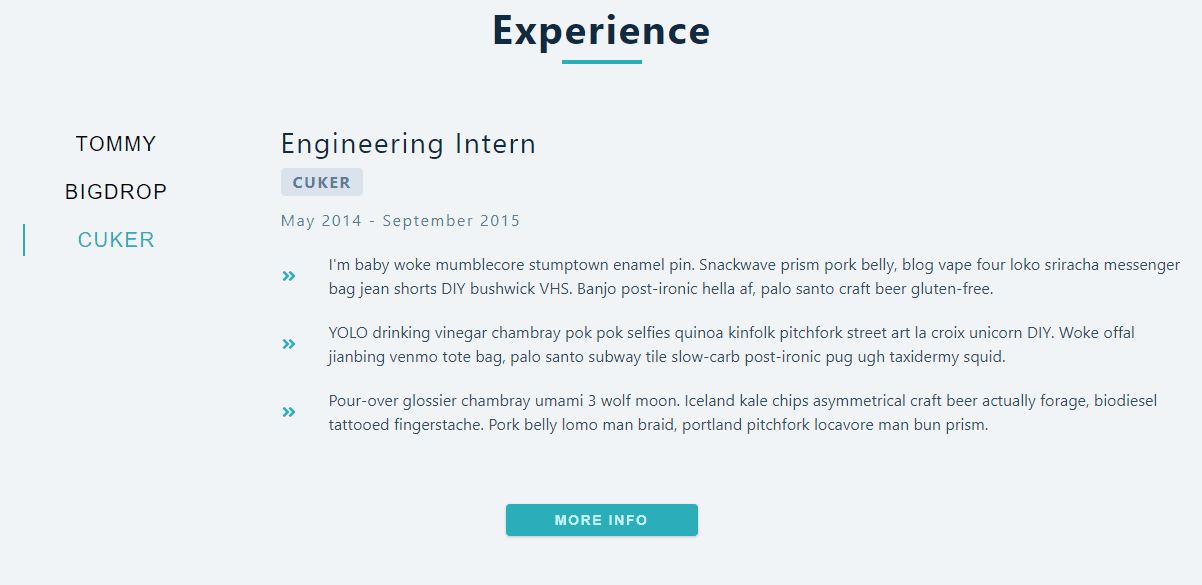 Experience
TOMMY
BIGDROP
CUKER
Engineering Intern
CUKER
May 2014 - September 2015
I'm baby woke mumblecore stumptown enamel pin. Snackwave prism pork belly, blog vape four loko sriracha messenger
bag jean shorts DIY bushwick VHS. Banjo post-ironic hella af, palo santo craft beer gluten-free.
YOLO drinking vinegar chambray pok pok selfies quinoa kinfolk pitchfork street art la croix unicorn DIY. Woke offal
jianbing venmo tote bag, palo santo subway tile slow-carb post-ironic pug ugh taxidermy squid.
Pour-over glossier chambray umami 3 wolf moon. Iceland kale chips asymmetrical craft beer actually forage, biodiesel
tattooed fingerstache. Pork belly lomo man braid, portland pitchfork locavore man bun prism.
MORE INFO